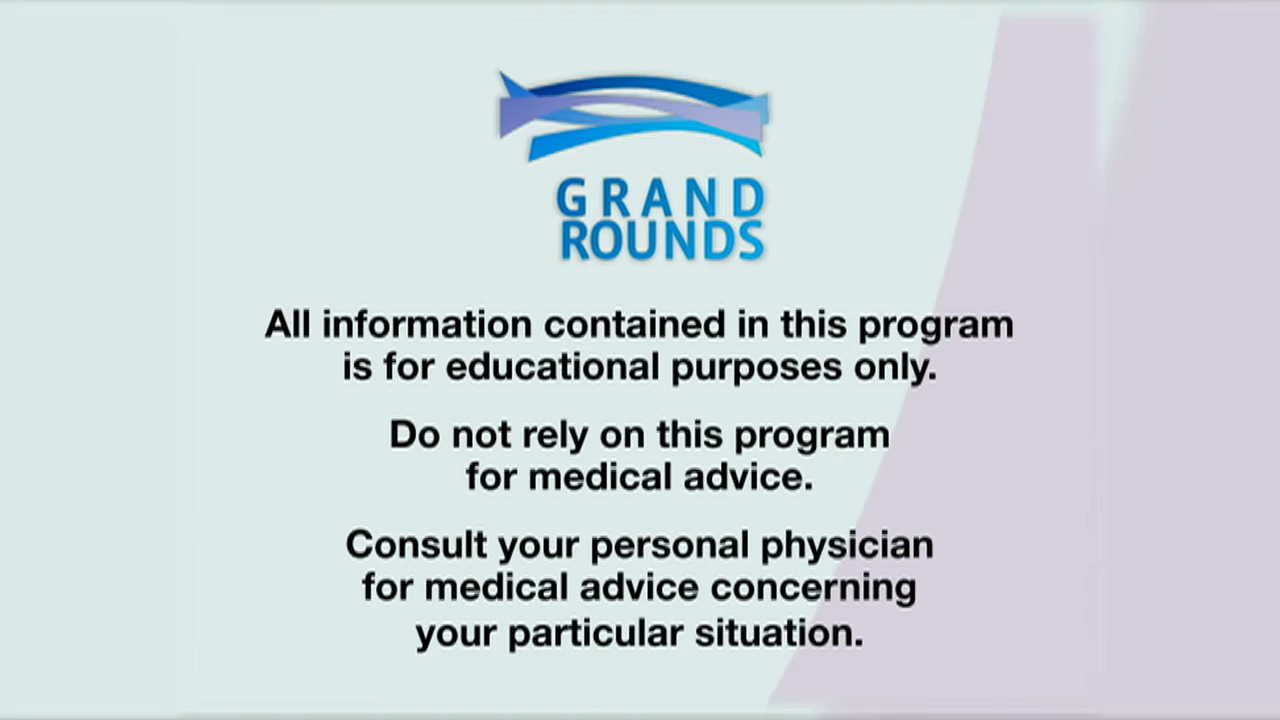 GRAND
ROUNDS
All information contained in this program
is for educational purposes only.
Do not rely on this program
for medical advice.
Consult your personal physician
for medical advice concerning
your particular situation.